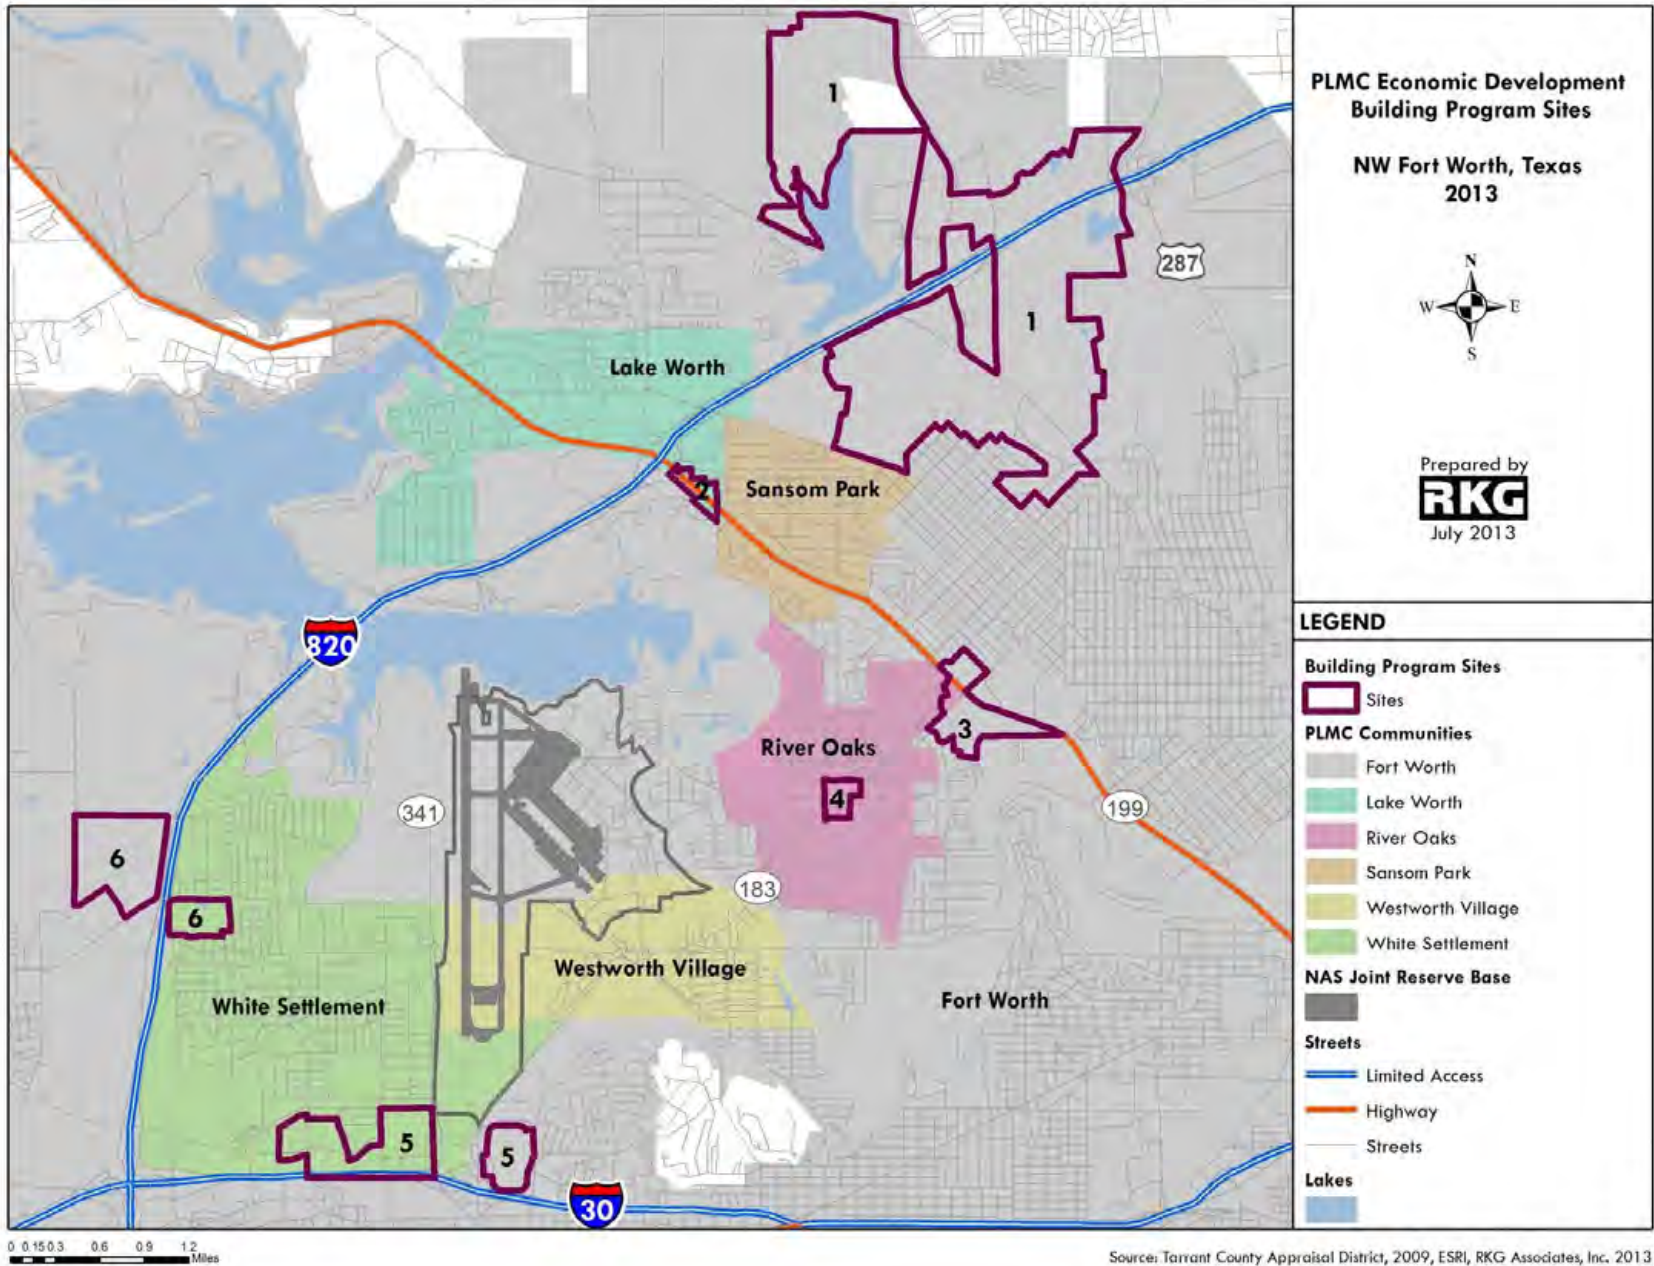 PLMC Economic Development
Building Program Sites
NW Fort Worth, Texas
2013
N
W
E
S
Prepared by
RKG
July 2013
LEGEND
Building Program Sites
Sites
PLMC Communities
Fort Worth
Lake Worth
River Oaks
Sansom Park
Westworth Village
White Settlement
NAS Joint Reserve Base
Streets
Limited Access
Highway
Streets
Lakes
1
287
1
Lake Worth
2
Sansom Park
820
3
River Oaks
4
341
199
6
183
6
Westworth Village
White Settlement
Fort Worth
5
5
30
0 0.15 0.3 0.6 0.9 1.2
Miles
Source: Tarrant County Appraisal District, 2009, ESRI, RKG Associates, Inc. 2013